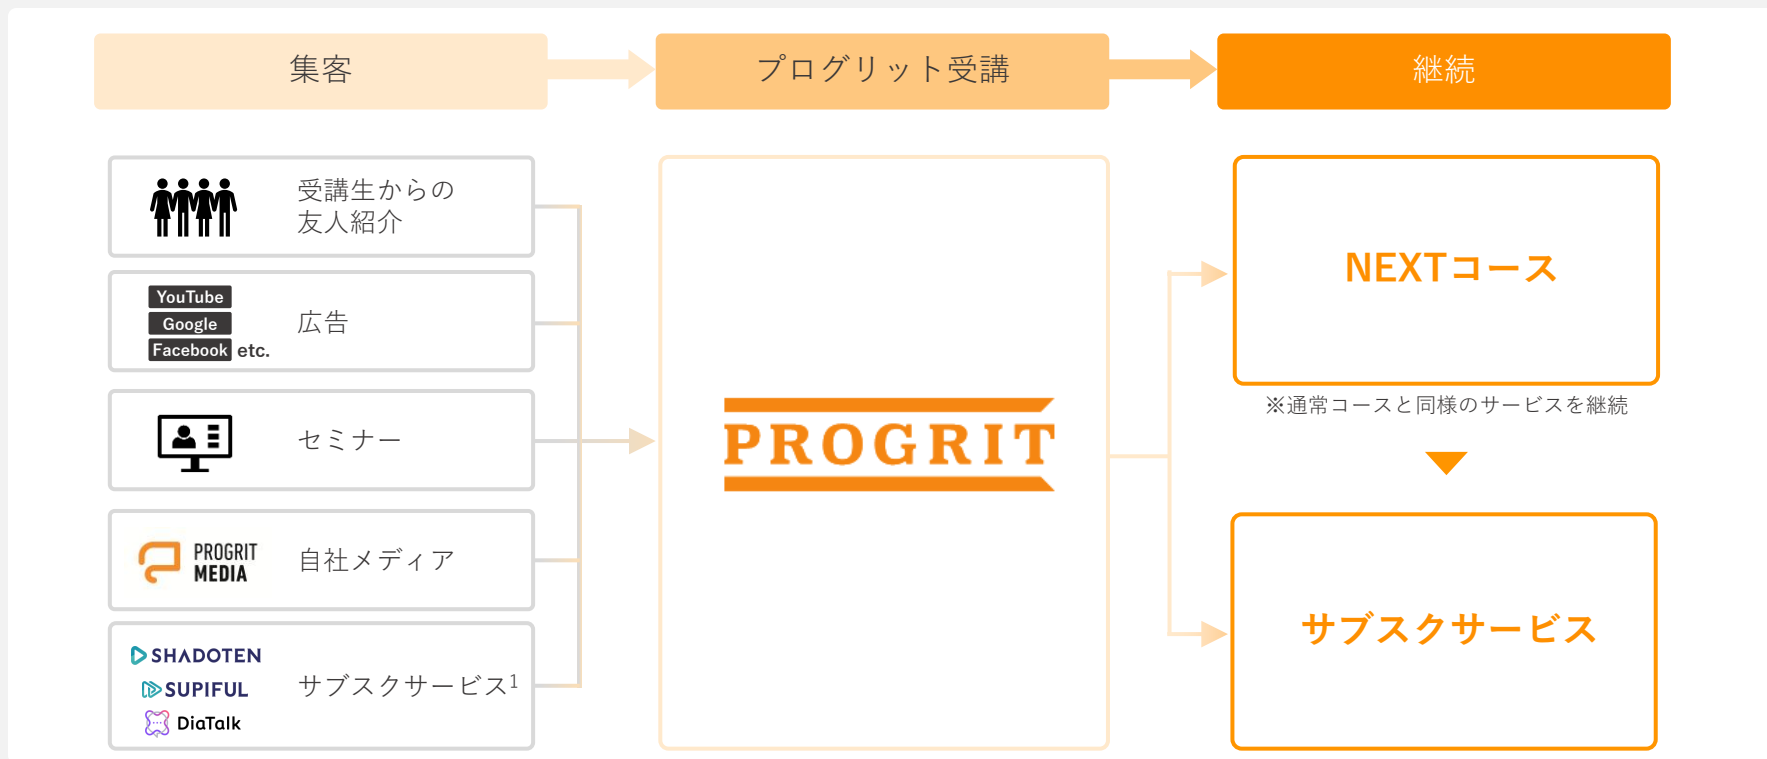 集客
プログリット受講
継続
受講生からの
友人紹介
YouTube
Google
Facebook etc.
広告
セミナー
PROGRIT
MEDIA
自社メディア
SHADOTEN
SUPIFUL
DiaTalk
サブスクサービス1
PROGRIT
NEXTコース
※通常コースと同様のサービスを継続
サブスクサービス